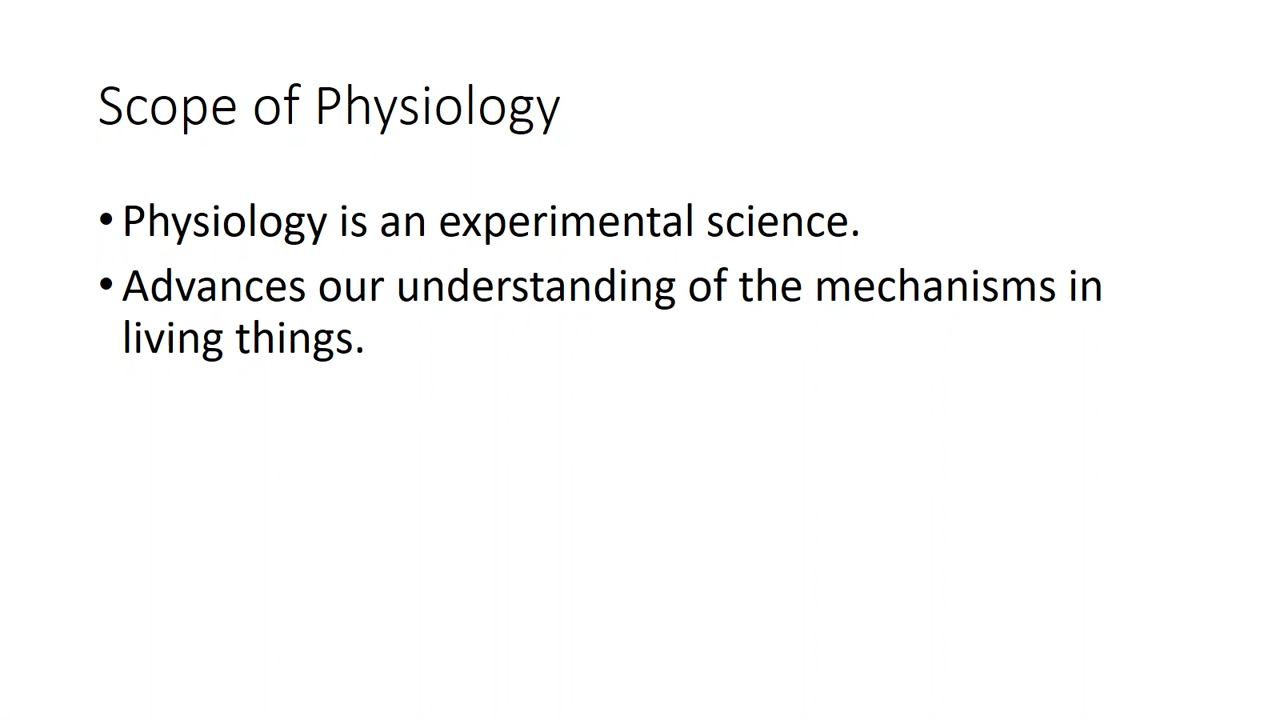 Scope of Physiology
• Physiology is an experimental science.
• Advances our understanding of the mechanisms in
living things.